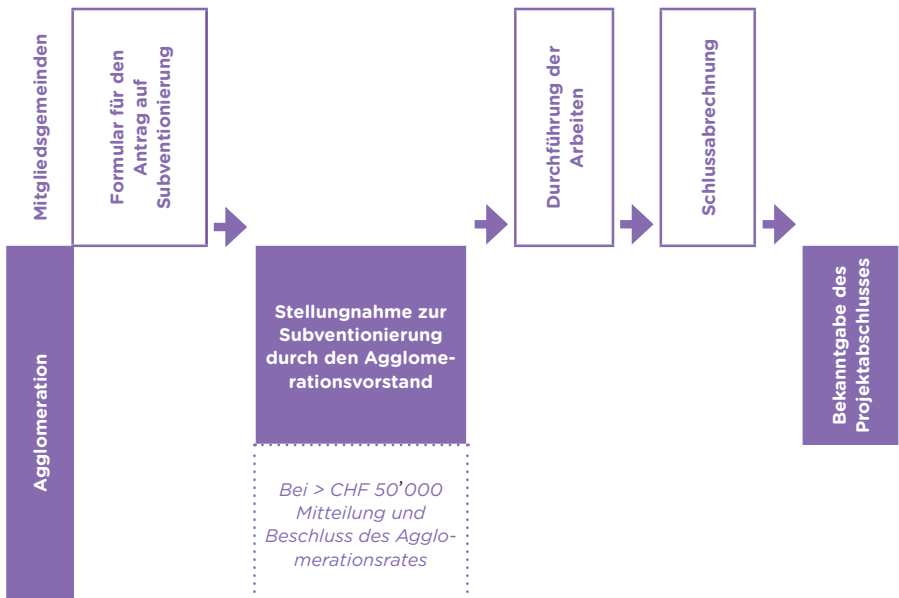 Mitgliedsgemeinden
Formular für den
Antrag auf
Subventionierung
Durchführung der
Arbeiten
Schlussabrechnung
Agglomeration
Stellungnahme zur
Subventionierung
durch den Agglome-
rationsvorstand
Bei > CHF 50’000
Mitteilung und
Beschluss des Agglo-
merationsrates
Bekanntgabe des
Projektabschlusses